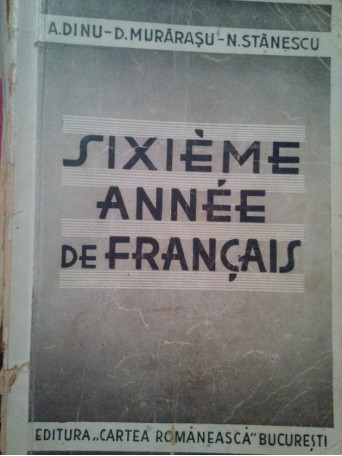 A.DINU-D.MURĂRAȘU-N.STĂNESCU
SIXIÈME
ANNÉE
DE FRANÇAIS
EDITURA „CARTEA ROMÂNEASCĂ" BUCUREȘTI